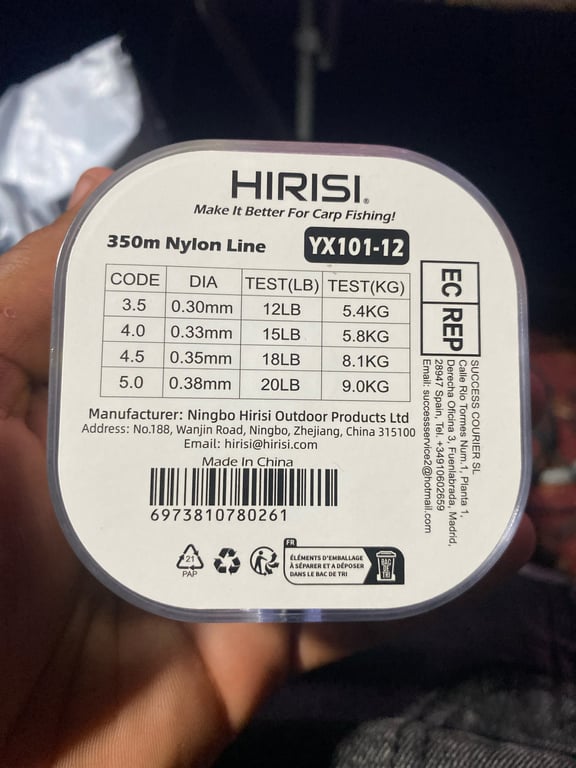 HIRISI®
Make It Better For Carp Fishing!
350m Nylon Line YX101-12
CODE DIA TEST(LB) TEST(KG)
3.5 0.30mm 12LB 5.4KG
4.0 0.33mm 15LB 5.8KG
4.5 0.35mm 18LB 8.1KG
5.0 0.38mm 20LB 9.0KG
EC REP
SUCCESS COURIER SL
Calle Rio Tormes Num.1, Planta 1,
Derecha Oficina 3, Fuenlabrada, Madrid,
28947 Spain, Tel. +34910602659
Email: successservice2@hotmail.com
Manufacturer: Ningbo Hirisi Outdoor Products Ltd
Address: No.188, Wanjin Road, Ningbo, Zhejiang, China 315100
Email: hirisi@hirisi.com
Made In China
6973810780261
21
PAP
FR
ÉLÉMENTS D'EMBALLAGE
À SÉPARER ET A DÉPOSER
DANS LE BAC DE TRI